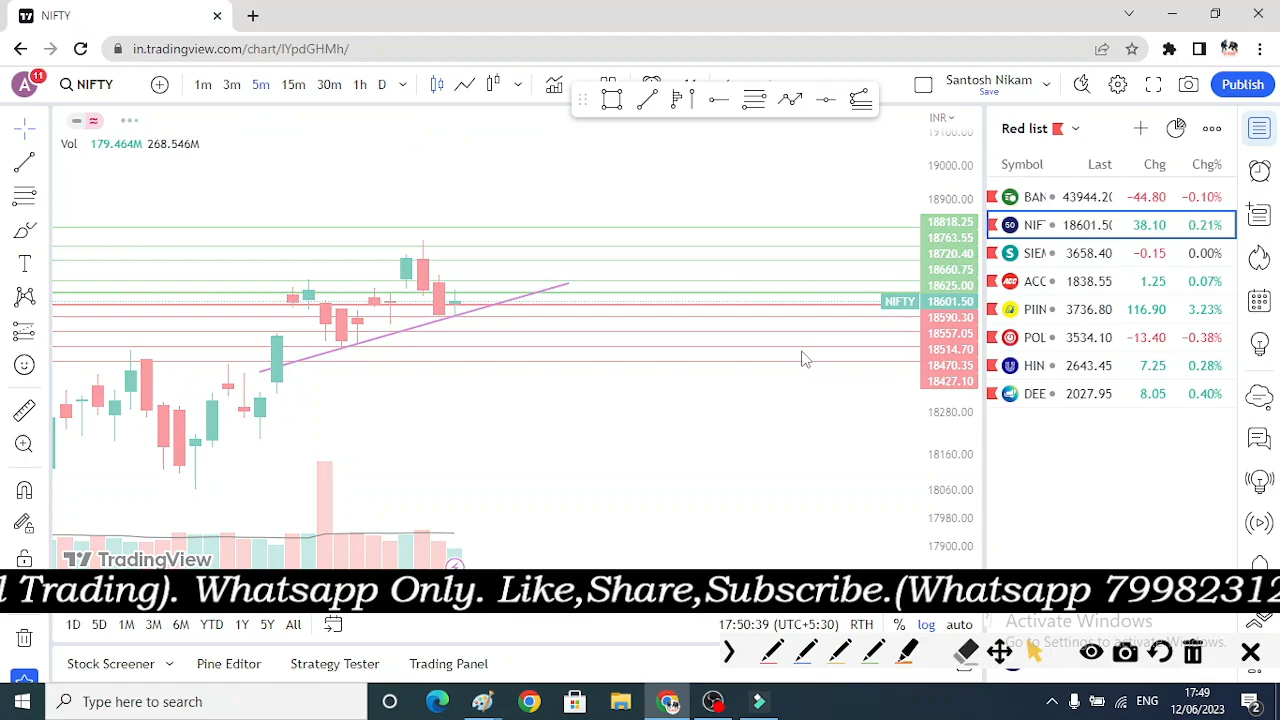 NIFTY
in.tradingview.com/chart/IYpdGHMh/
A 11 NIFTY 1m 3m 5m 15m 30m 1h D Santosh Nikam Save Publish
Vol 179.464M 268.546M
INR
19100.00
19000.00
18900.00
18818.25
18763.55
18720.40
18660.75
18625.00
NIFTY 18601.50
18590.30
18557.05
18514.70
18470.35
18427.10
18280.00
18160.00
18060.00
17980.00
17900.00
Red list
Symbol Last Chg Chg%
BAN 43944.20 −44.80 −0.10%
50 NIF 18601.50 38.10 0.21%
S SIEM 3658.40 −0.15 0.00%
ACC ACC 1838.55 1.25 0.07%
PIIN 3736.80 116.90 3.23%
POL 3534.10 −13.40 −0.38%
HIN 2643.45 7.25 0.28%
DEE 2027.95 8.05 0.40%
TradingView
l Trading). Whatsapp Only. Like,Share,Subscribe.(Whatsapp 79982312
1D 5D 1M 3M 6M YTD 1Y 5Y All 17:50:39 (UTC+5:30) RTH % log auto
Activate Windows
Go to Settings to activate Windows.
Stock Screener Pine Editor Strategy Tester Trading Panel
Type here to search
ENG
17:49
12/06/2023
2